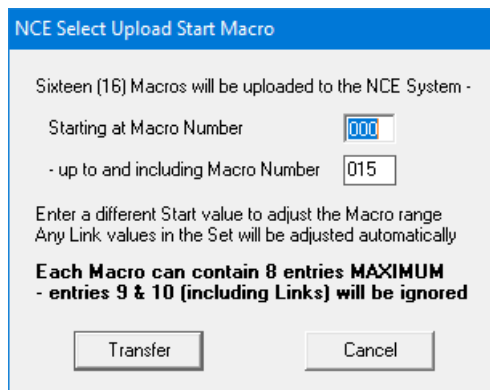 NCE Select Upload Start Macro
Sixteen (16) Macros will be uploaded to the NCE System -
Starting at Macro Number 000
- up to and including Macro Number 015
Enter a different Start value to adjust the Macro range
Any Link values in the Set will be adjusted automatically
Each Macro can contain 8 entries MAXIMUM
- entries 9 & 10 (including Links) will be ignored
Transfer Cancel